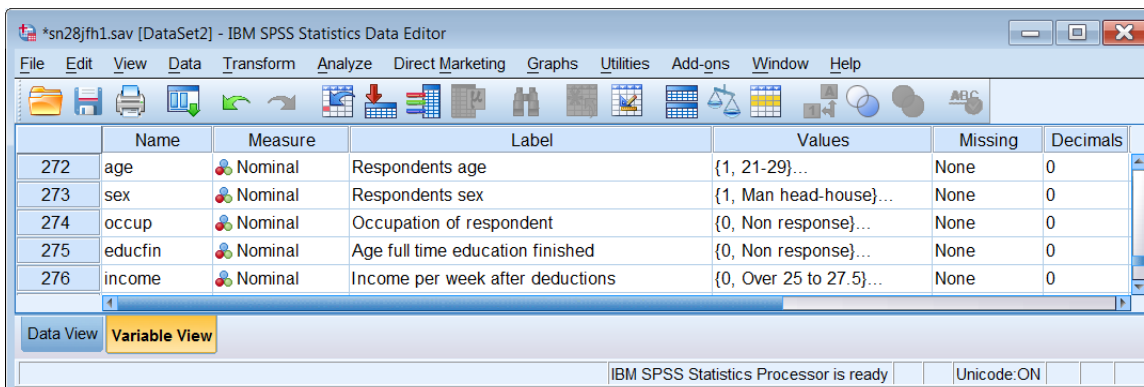 *sn28jfh1.sav [DataSet2] - IBM SPSS Statistics Data Editor
File Edit View Data Transform Analyze Direct Marketing Graphs Utilities Add-ons Window Help
Name Measure Label Values Missing Decimals
272 age Nominal Respondents age {1, 21-29}... None 0
273 sex Nominal Respondents sex {1, Man head-house}... None 0
274 occup Nominal Occupation of respondent {0, Non response}... None 0
275 educfin Nominal Age full time education finished {0, Non response}... None 0
276 income Nominal Income per week after deductions {0, Over 25 to 27.5}... None 0
Data View Variable View
IBM SPSS Statistics Processor is ready Unicode:ON